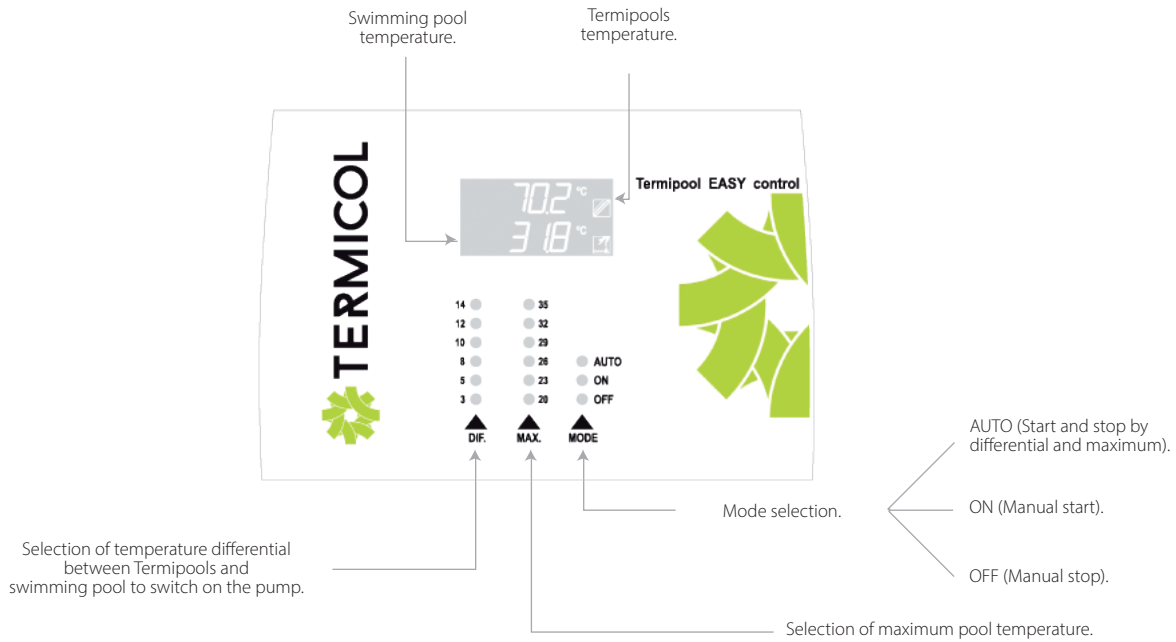 Swimming pool
temperature.
Termipools
temperature.
TERMICOL
70.2 °C
31.8 °C
Termipool EASY control
14
12
10
8
5
3
DIF.
35
32
29
26
23
20
MAX.
AUTO
ON
OFF
MODE
AUTO (Start and stop by
differential and maximum).
Mode selection.
ON (Manual start).
OFF (Manual stop).
Selection of temperature differential
between Termipools and
swimming pool to switch on the pump.
Selection of maximum pool temperature.